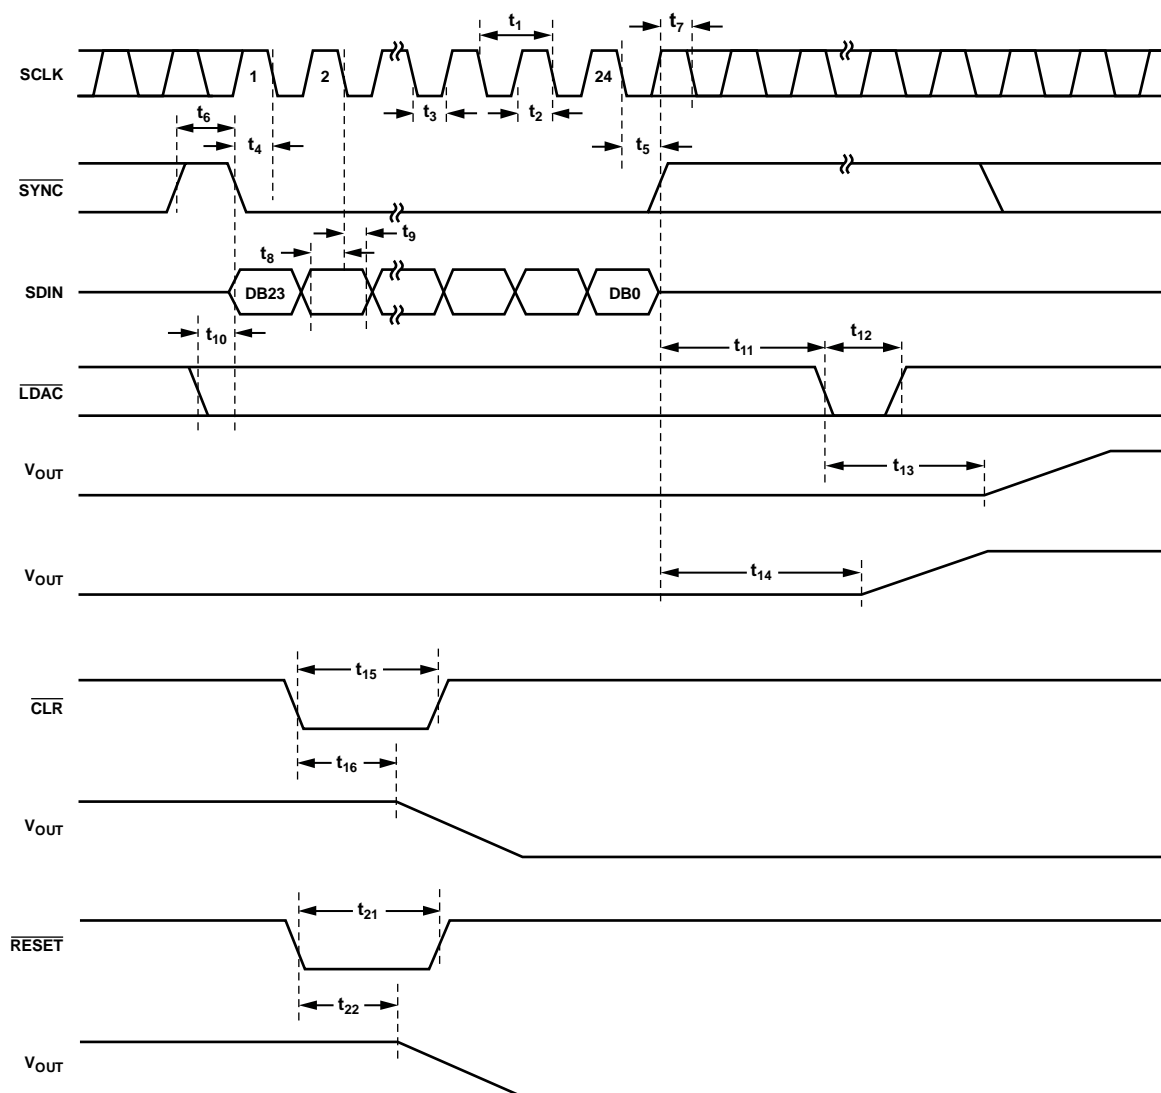 t1
t7
SCLK
1
2
24
t3
t2
t6
t4
t5
SYNC
t9
t8
SDIN
DB23
DB0
t10
t11
t12
LDAC
VOUT
t13
VOUT
t14
t15
CLR
t16
VOUT
t21
RESET
t22
VOUT